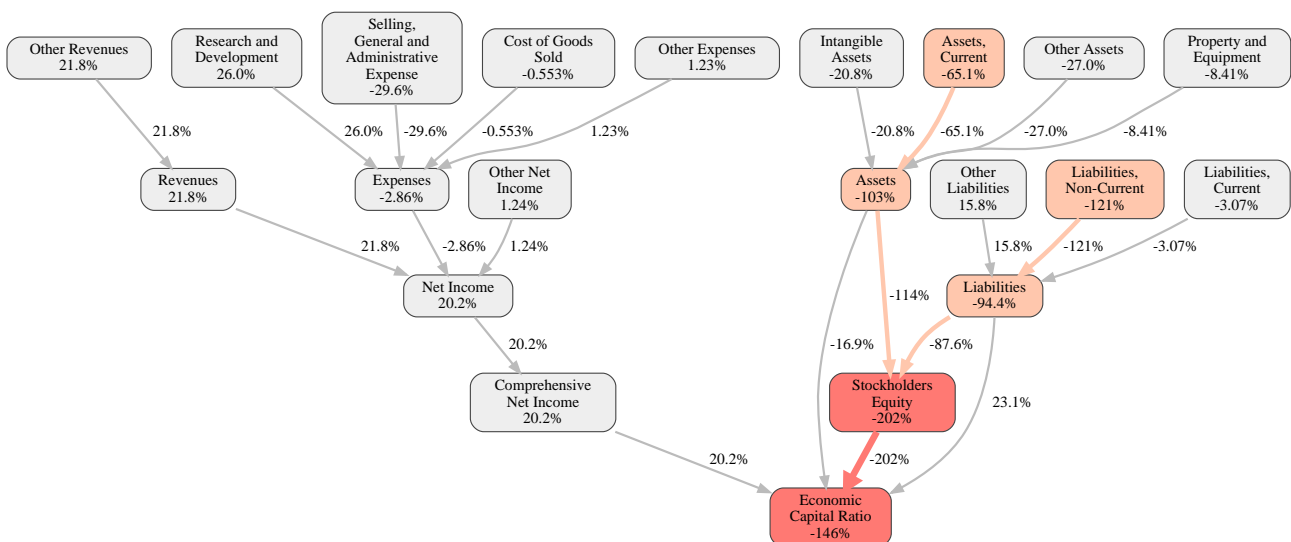 Other Revenues
21.8%
Research and
Development
26.0%
Selling,
General and
Administrative
Expense
-29.6%
Cost of Goods
Sold
-0.553%
Other Expenses
1.23%
Intangible
Assets
-20.8%
Assets,
Current
-65.1%
Other Assets
-27.0%
Property and
Equipment
-8.41%
21.8%
26.0%
-29.6%
-0.553%
1.23%
-20.8%
-65.1%
-27.0%
-8.41%
Revenues
21.8%
Expenses
-2.86%
Other Net
Income
1.24%
Assets
-103%
Other
Liabilities
15.8%
Liabilities,
Non-Current
-121%
Liabilities,
Current
-3.07%
21.8%
-2.86%
1.24%
15.8%
-121%
-3.07%
Net Income
20.2%
Liabilities
-94.4%
-114%
20.2%
-16.9%
-87.6%
Comprehensive
Net Income
20.2%
Stockholders
Equity
-202%
23.1%
20.2%
-202%
Economic
Capital Ratio
-146%